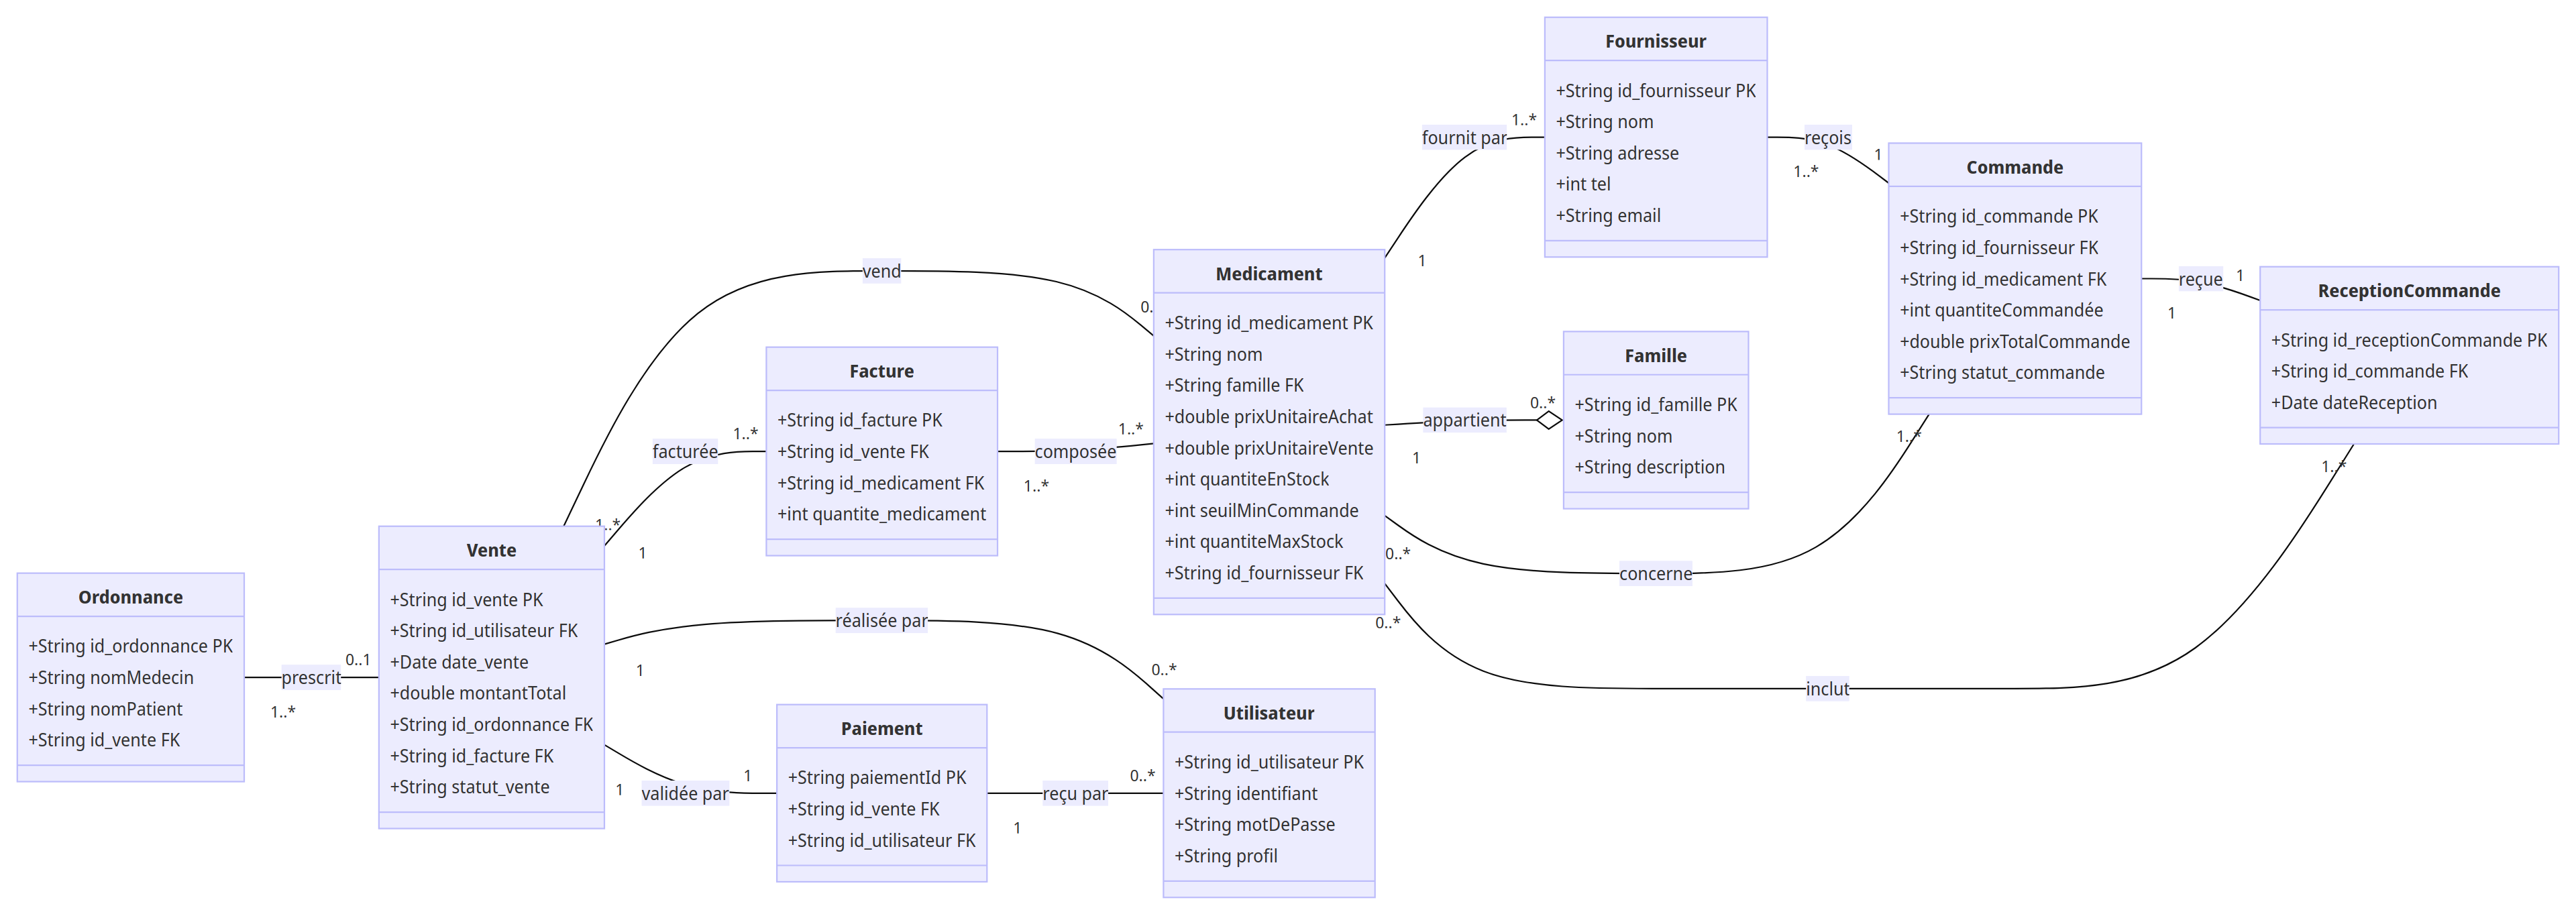 Fournisseur
+String id_fournisseur PK
+String nom
+String adresse
+int tel
+String email
fournit par
1..*
1
reçois
1..*
1
Commande
+String id_commande PK
+String id_fournisseur FK
+String id_medicament FK
+int quantiteCommandée
+double prixTotalCommande
+String statut_commande
reçue
1
1
ReceptionCommande
+String id_receptionCommande PK
+String id_commande FK
+Date dateReception
vend
0.
1..*
Medicament
+String id_medicament PK
+String nom
+String famille FK
+double prixUnitaireAchat
+double prixUnitaireVente
+int quantiteEnStock
+int seuilMinCommande
+int quantiteMaxStock
+String id_fournisseur FK
Famille
+String id_famille PK
+String nom
+String description
appartient
0..*
1
Facture
+String id_facture PK
+String id_vente FK
+String id_medicament FK
+int quantite_medicament
facturée
1..*
1
composée
1..*
1..*
concerne
0..*
1..*
inclut
0..*
1..*
Vente
+String id_vente PK
+String id_utilisateur FK
+Date date_vente
+double montantTotal
+String id_ordonnance FK
+String id_facture FK
+String statut_vente
Ordonnance
+String id_ordonnance PK
+String nomMedecin
+String nomPatient
+String id_vente FK
prescrit
0..1
1..*
réalisée par
1
0..*
Paiement
+String paiementId PK
+String id_vente FK
+String id_utilisateur FK
validée par
1
1
reçu par
0..*
1
Utilisateur
+String id_utilisateur PK
+String identifiant
+String motDePasse
+String profil